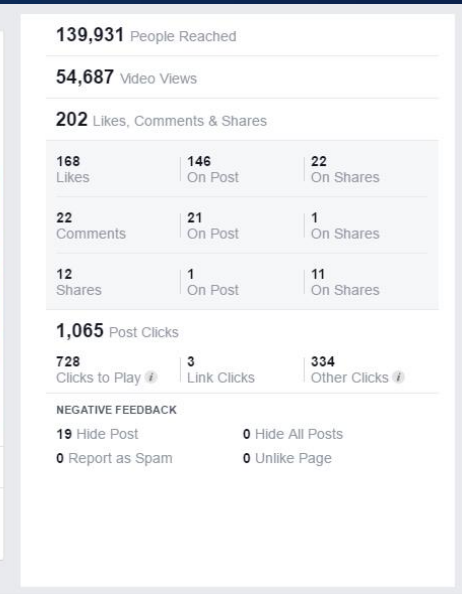 139,931 People Reached
54,687 Video Views
202 Likes, Comments & Shares
168 146 22
Likes On Post On Shares
22 21 1
Comments On Post On Shares
12 1 11
Shares On Post On Shares
1,065 Post Clicks
728 3 334
Clicks to Play i Link Clicks Other Clicks i
NEGATIVE FEEDBACK
19 Hide Post 0 Hide All Posts
0 Report as Spam 0 Unlike Page